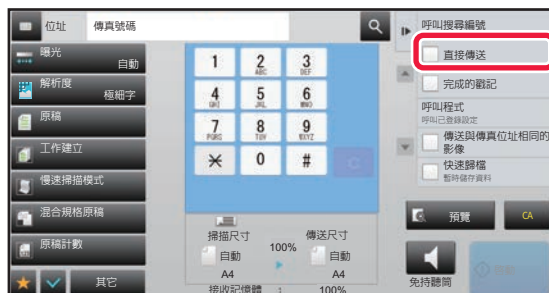 位址
傳真號碼
曝光
自動
解析度
極細字
原稿
工作建立
慢速掃描模式
混合規格原稿
原稿計數
其它
1
2
ABC
3
DEF
4
GHI
5
JKL
6
MNO
7
PQRS
8
TUV
9
WXYZ
0
#
C
掃描尺寸
自動
A4
100%
傳送尺寸
自動
A4
接收記憶體 : 100%
呼叫搜尋編號
直接傳送
完成的戳記
呼叫程式
呼叫已登錄設定
傳送與傳真位址相同的
影像
快速歸檔
暫時儲存資料
預覽
CA
免持聽筒